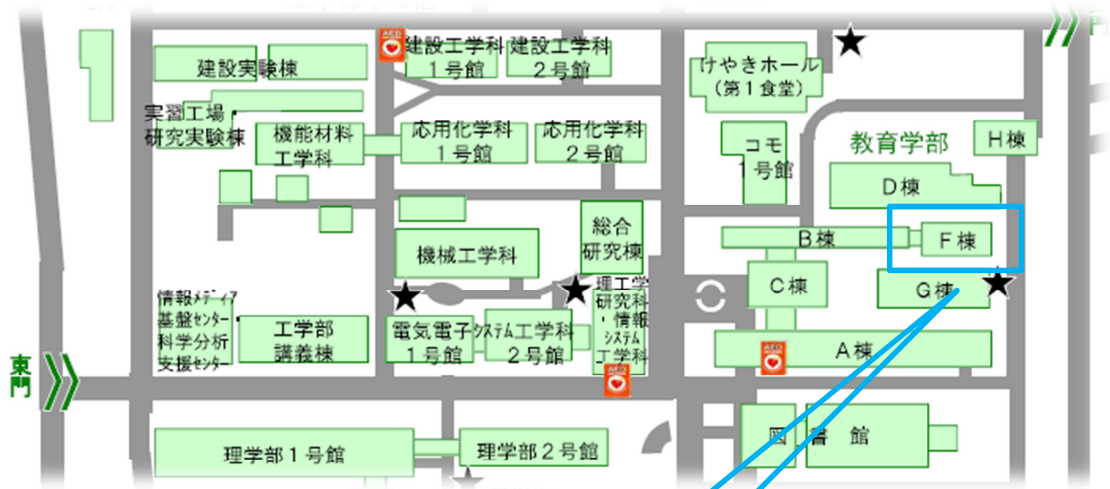 建設実験棟
建設工学科
1号館
建設工学科
2号館
けやきホール
（第1食堂）
実習工場・
研究実験棟
機能材料
工学科
応用化学科
1号館
応用化学科
2号館
コモ
1号館
教育学部
H棟
D棟
総合
研究棟
B棟
F棟
機械工学科
C棟
G棟
情報メディア
基盤センター・
科学分析
支援センター
工学部
講義棟
電気電子
1号館
システム工学科
2号館
理工学
研究科
・情報
システム
工学科
A棟
AED
AED
AED
東門
図書館
理学部1号館
理学部2号館